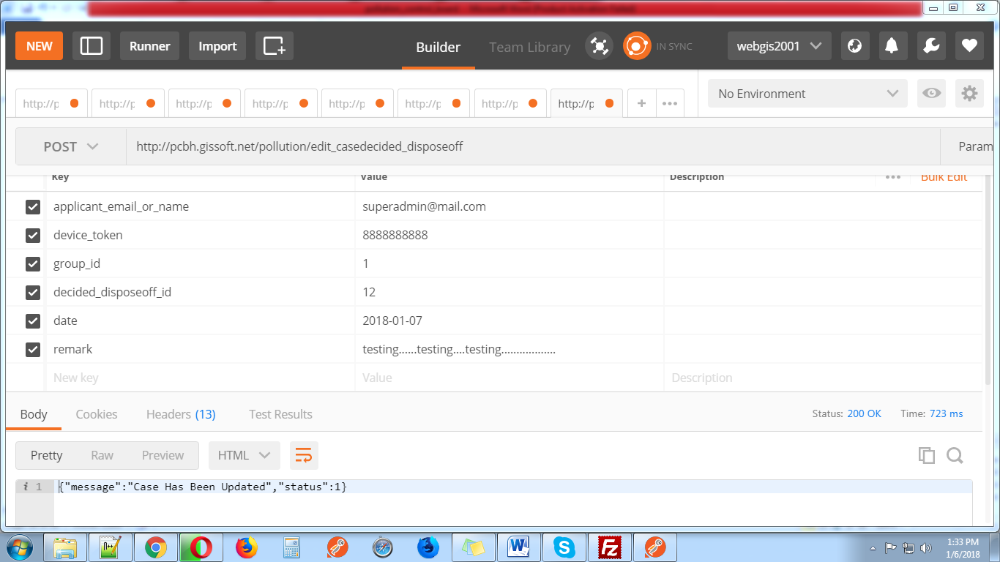 NEW Runner Import Builder Team Library IN SYNC webgis2001
http://p http://p http://p http://p http://p http://p http://p http://p + ••• No Environment
POST http://pcbh.gissoft.net/pollution/edit_casedecided_disposeoff Param
Key Value Description ••• Bulk Edit
applicant_email_or_name superadmin@mail.com
device_token 8888888888
group_id 1
decided_disposeoff_id 12
date 2018-01-07
remark testing......testing....testing..................
New key Value Description
Body Cookies Headers (13) Test Results Status: 200 OK Time: 723 ms
Pretty Raw Preview HTML
i 1 {"message":"Case Has Been Updated","status":1}
1:33 PM
1/6/2018